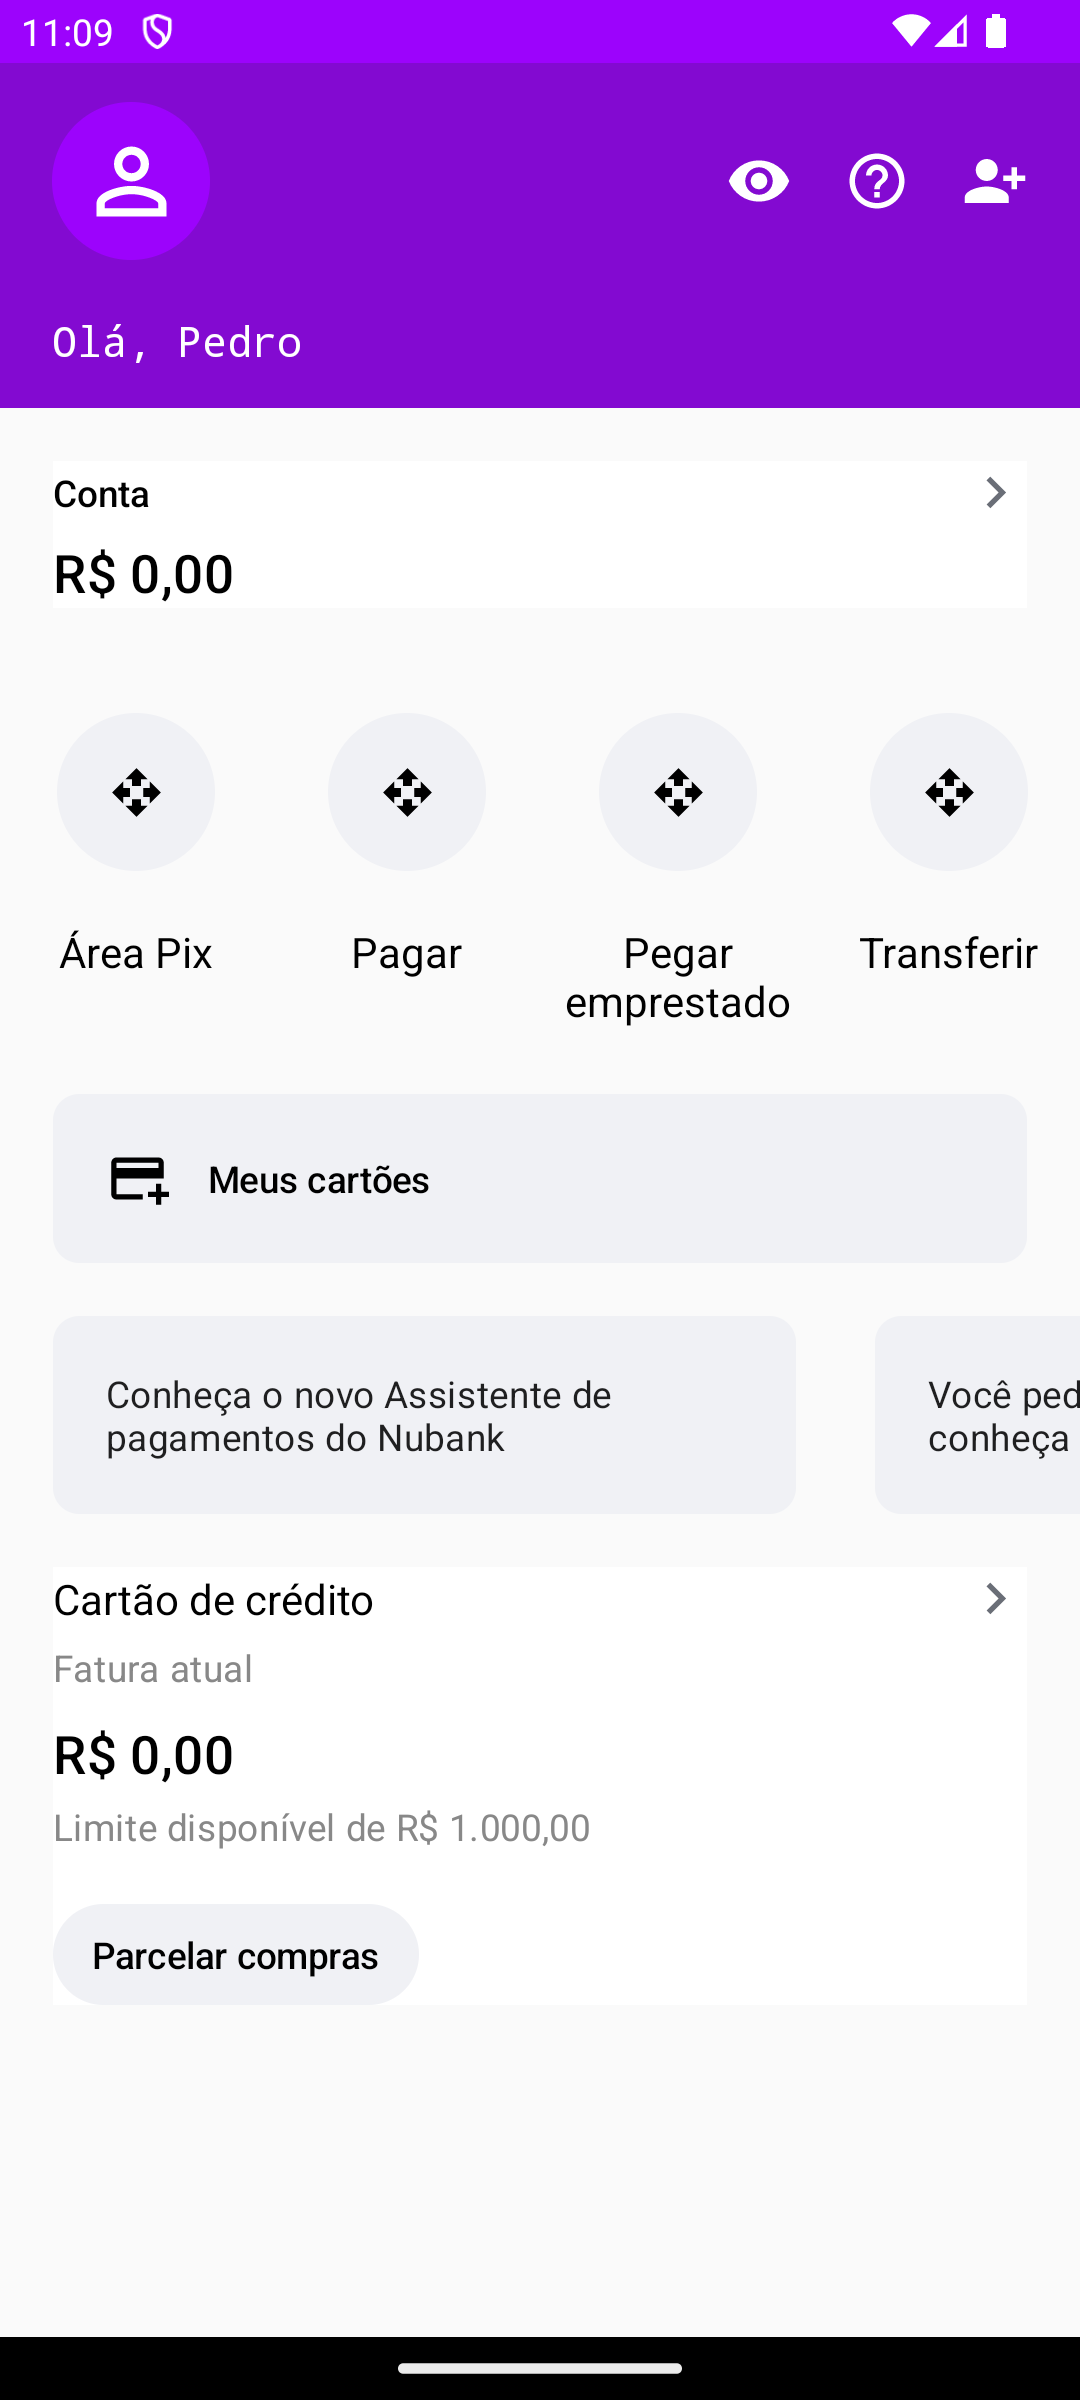 11:09
Olá, Pedro
Conta
R$ 0,00
Área Pix
Pagar
Pegar
emprestado
Transferir
Meus cartões
Conheça o novo Assistente de
pagamentos do Nubank
Você ped
conheça
Cartão de crédito
Fatura atual
R$ 0,00
Limite disponível de R$ 1.000,00
Parcelar compras